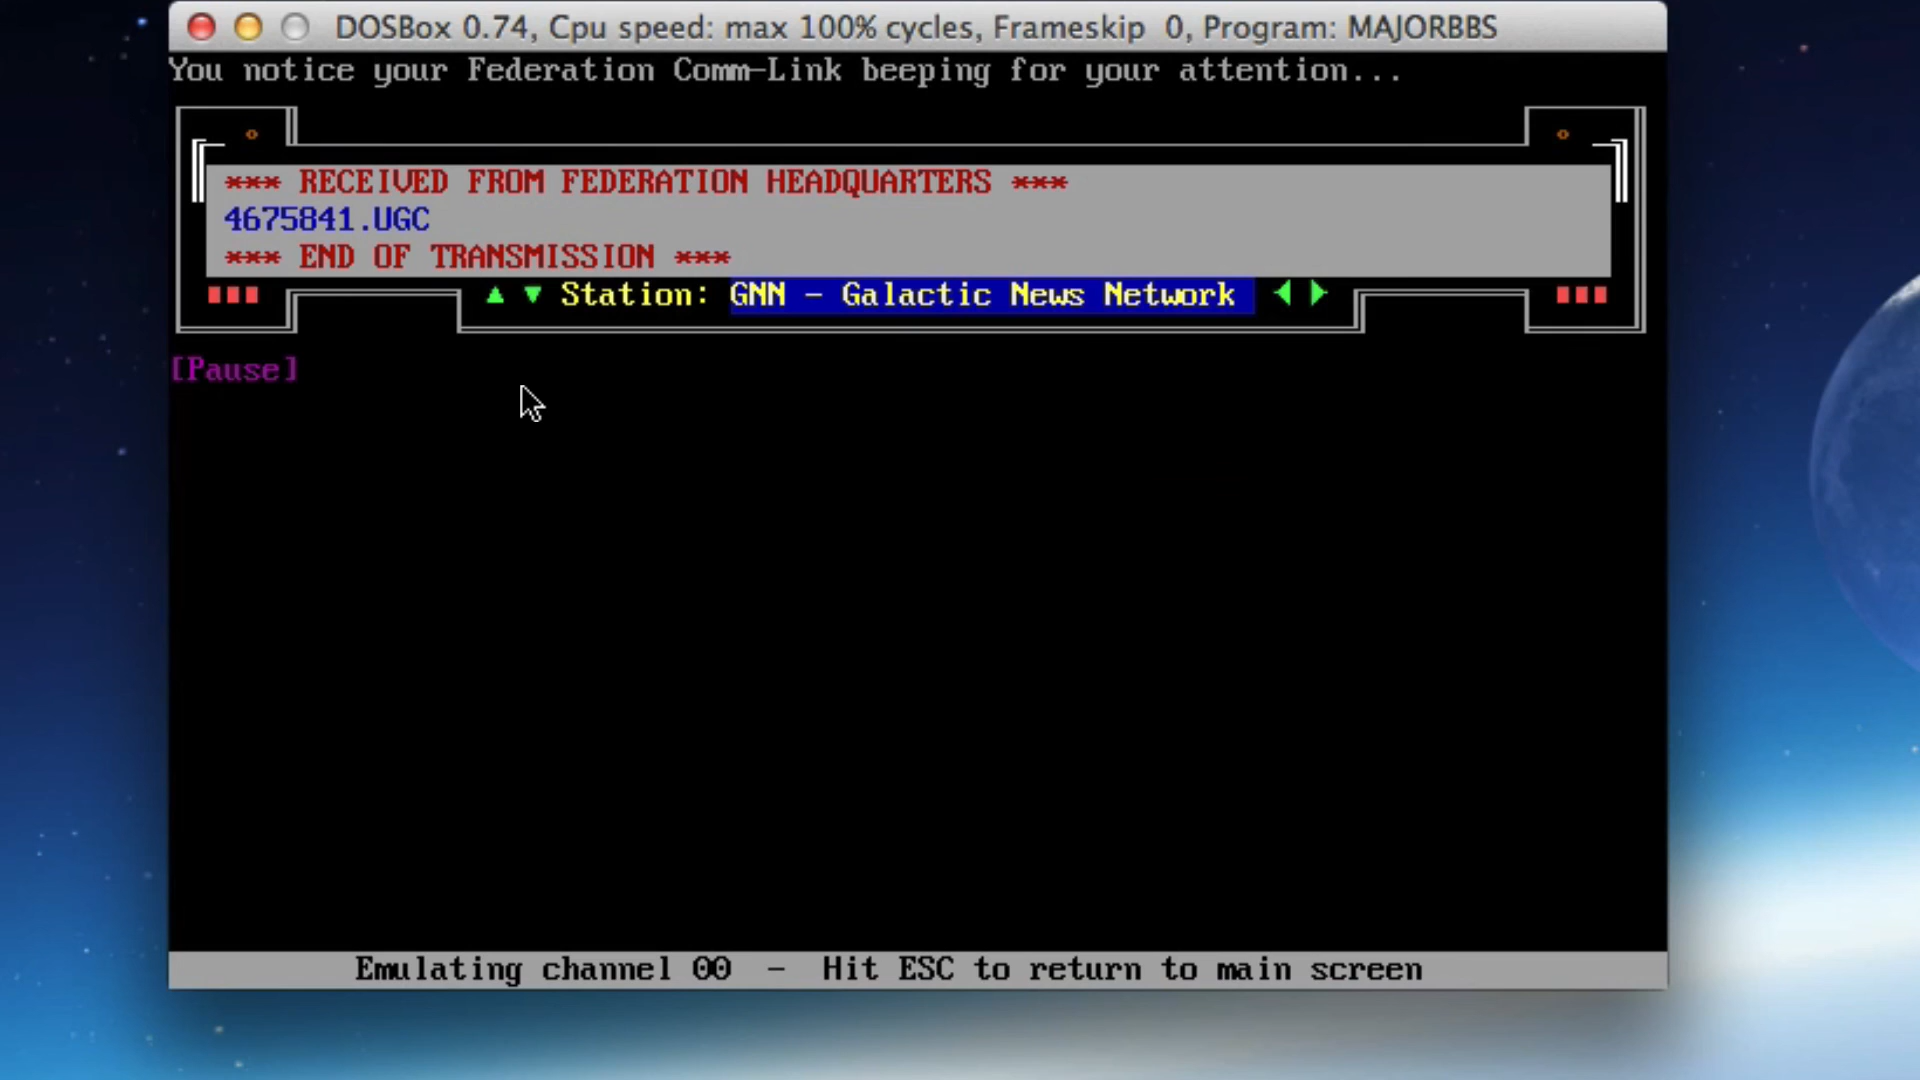 DOSBox 0.74, Cpu speed: max 100% cycles, Frameskip  0, Program: MAJORBBS
You notice your Federation Comm-Link beeping for your attention...
*** RECEIVED FROM FEDERATION HEADQUARTERS ***
4675841.UGC
*** END OF TRANSMISSION ***
▲ ▼ Station: GNN - Galactic News Network ◄ ►
[Pause]
Emulating channel 00  -  Hit ESC to return to main screen